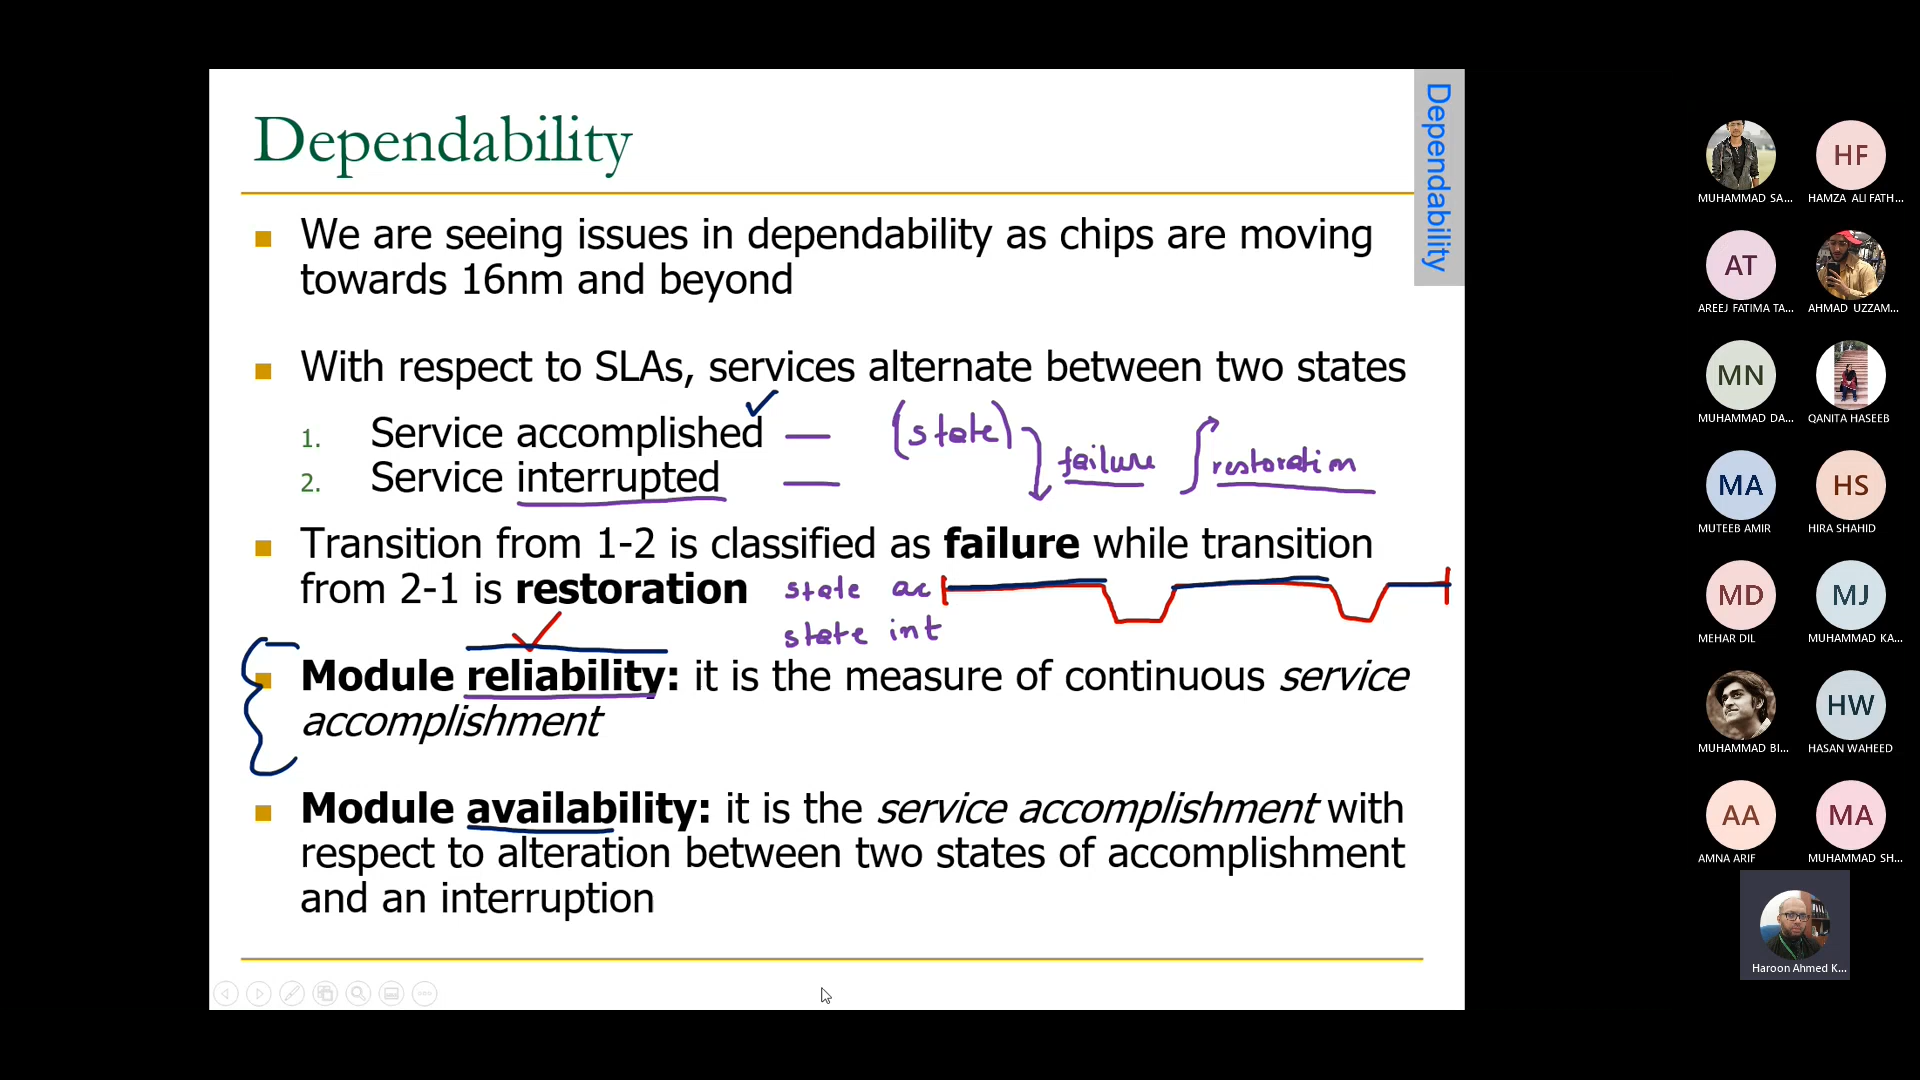 Dependability
Dependability
We are seeing issues in dependability as chips are moving
towards 16nm and beyond
With respect to SLAs, services alternate between two states
1. Service accomplished — (state)
failure restoration
2. Service interrupted —
Transition from 1-2 is classified as failure while transition
from 2-1 is restoration state ac
state int
Module reliability: it is the measure of continuous service
accomplishment
Module availability: it is the service accomplishment with
respect to alteration between two states of accomplishment
and an interruption
MUHAMMAD SA...
HF
HAMZA ALI FATH...
AT
AREEJ FATIMA TA...
AHMAD UZZAM...
MN
MUHAMMAD DA...
QANITA HASEEB
MA
MUTEEB AMIR
HS
HIRA SHAHID
MD
MEHAR DIL
MJ
MUHAMMAD KA...
MUHAMMAD BI...
HW
HASAN WAHEED
AA
AMNA ARIF
MA
MUHAMMAD SH...
Haroon Ahmed K...